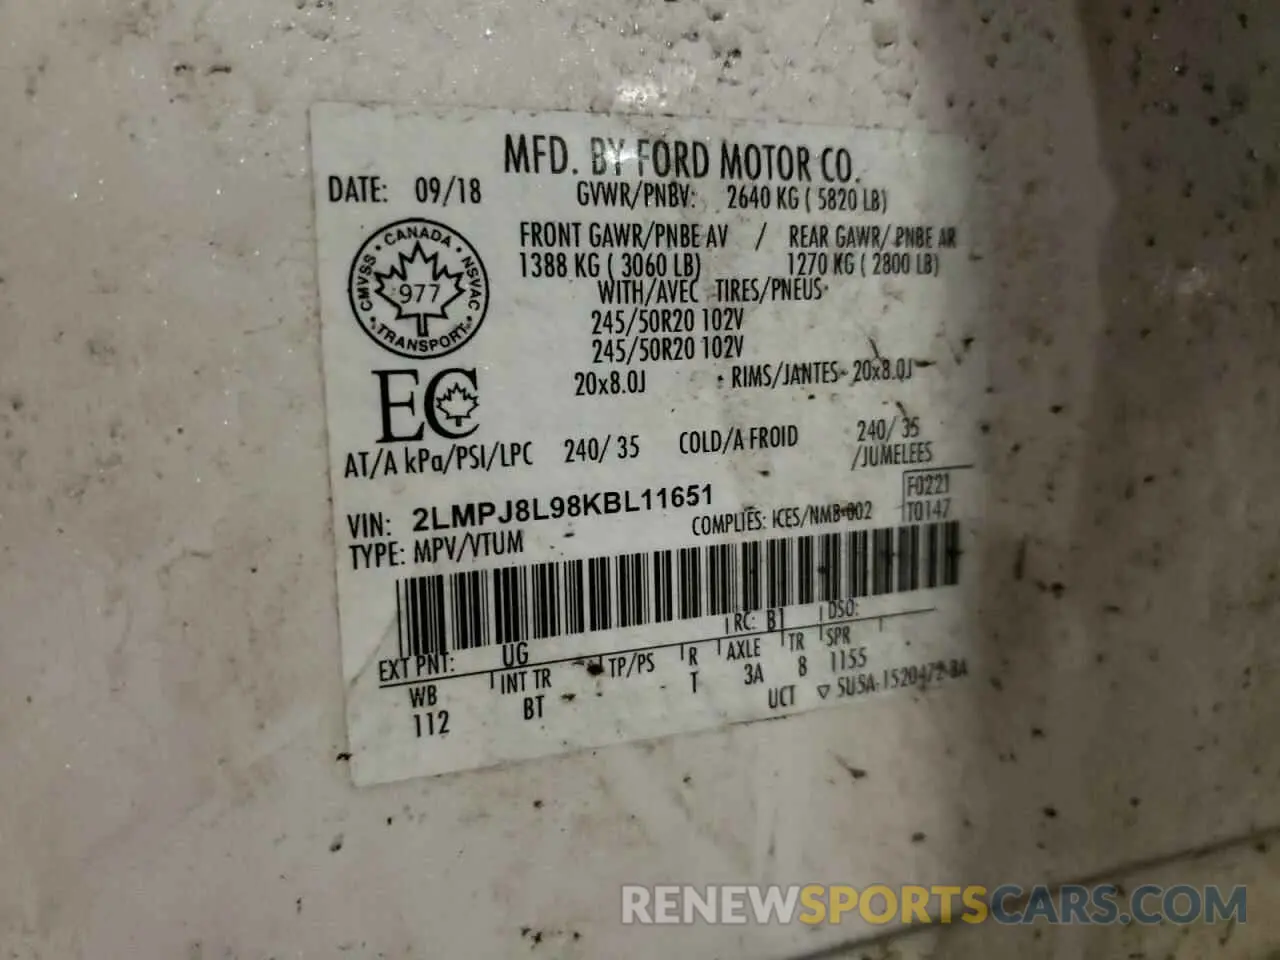 MFD. BY FORD MOTOR CO.
DATE: 09/18
GVWR/PNBV: 2640 KG ( 5820 LB)
FRONT GAWR/PNBE AV / REAR GAWR/ PNBE AR
1388 KG ( 3060 LB) 1270 KG ( 2800 LB)
WITH/AVEC TIRES/PNEUS
245/50R20 102V
245/50R20 102V
20x8.0J RIMS/JANTES 20x8.0J
CANADA
CMVSS NSVAC
977
TRANSPORT
EC
AT/A kPa/PSI/LPC 240/ 35 COLD/A FROID 240/ 35
/JUMELEES
VIN: 2LMPJ8L98KBL11651
F0221
TYPE: MPV/VTUM COMPLIES: ICES/NMB-002 T0147
EXT PNT: UG RC: B1 DSO:
WB INT TR TP/PS R AXLE TR SPR
112 BT T 3A 8 1155
UCT ▽ 5USA-1520472-BA
RENEWSPORTSCARS.COM